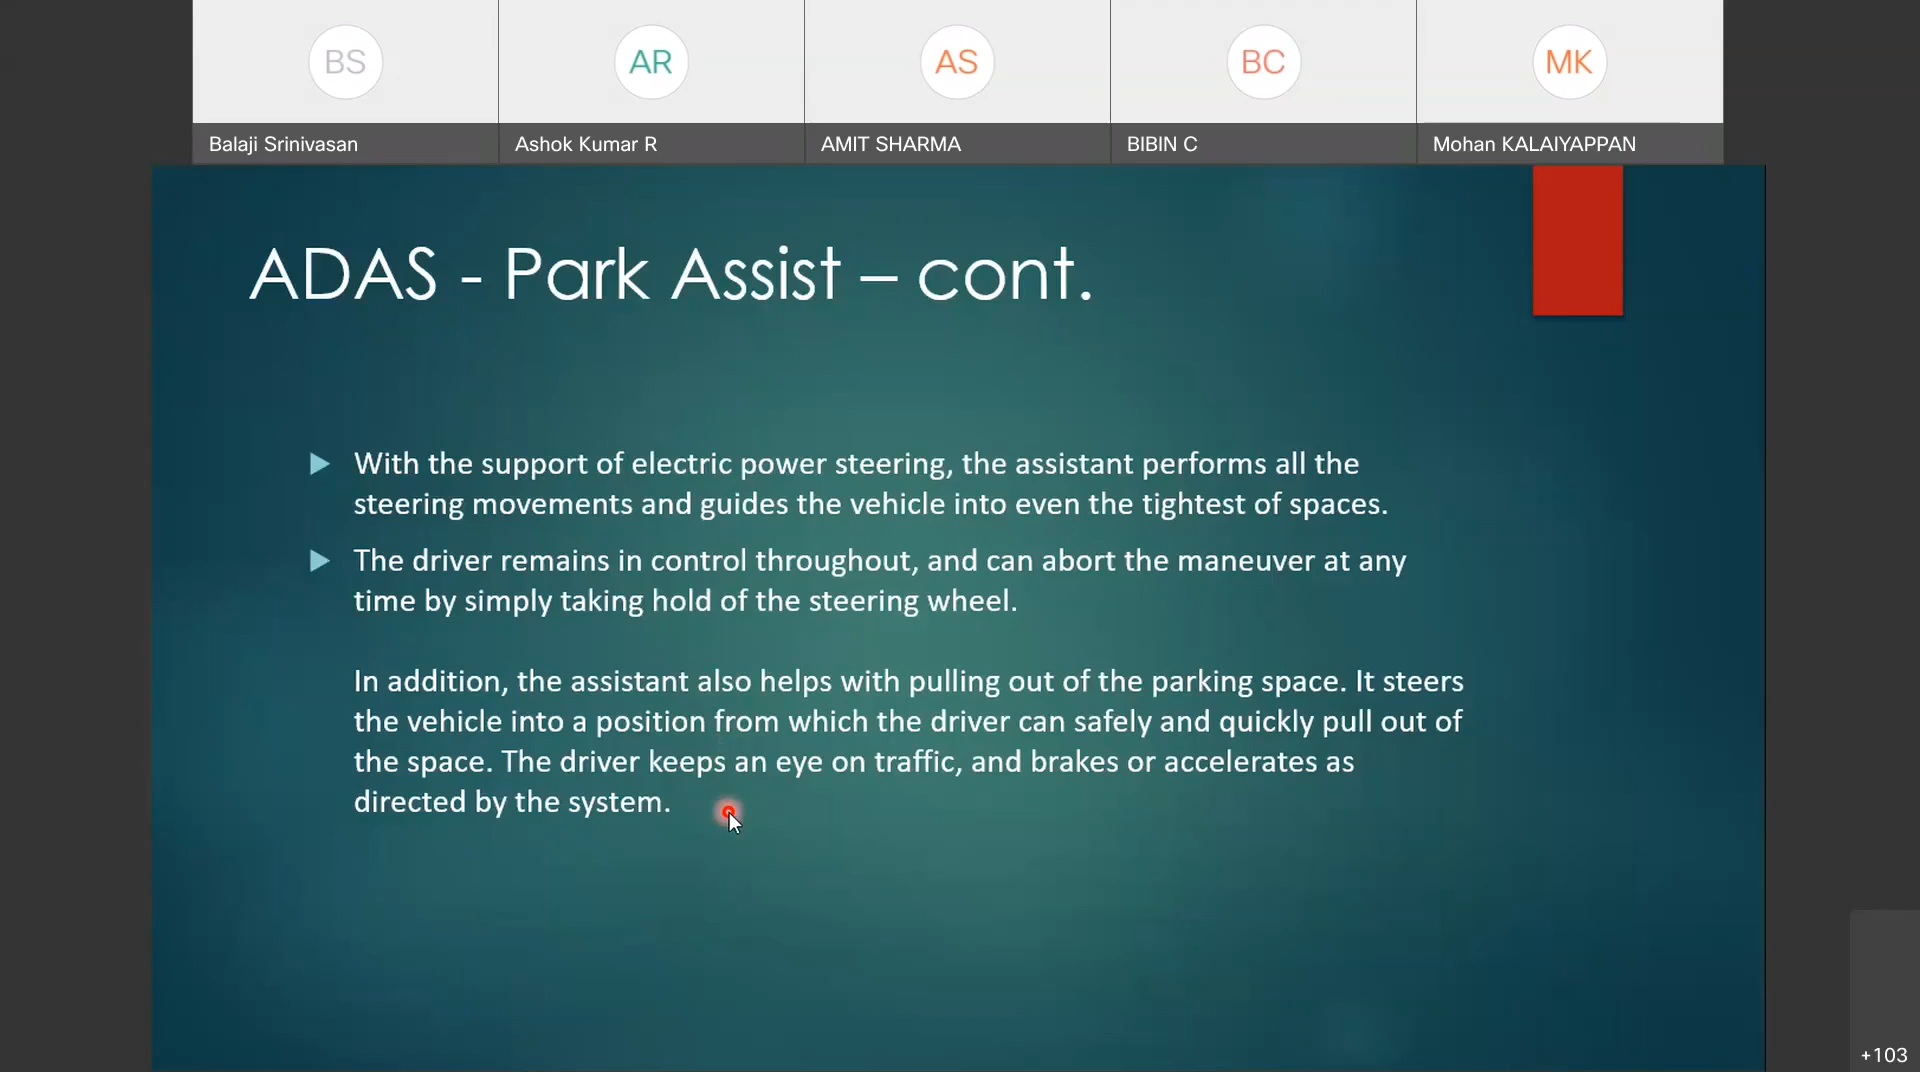 BS
AR
AS
BC
MK
Balaji Srinivasan
Ashok Kumar R
AMIT SHARMA
BIBIN C
Mohan KALAIYAPPAN
ADAS - Park Assist – cont.
With the support of electric power steering, the assistant performs all the
steering movements and guides the vehicle into even the tightest of spaces.
The driver remains in control throughout, and can abort the maneuver at any
time by simply taking hold of the steering wheel.
In addition, the assistant also helps with pulling out of the parking space. It steers
the vehicle into a position from which the driver can safely and quickly pull out of
the space. The driver keeps an eye on traffic, and brakes or accelerates as
directed by the system.
+103